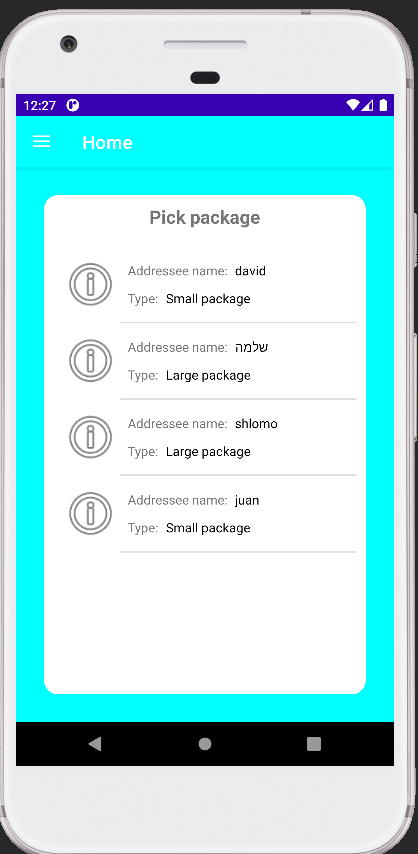 12:27
Home
Pick package
Addressee name: david
Type: Small package
Addressee name: שלמה
Type: Large package
Addressee name: shlomo
Type: Large package
Addressee name: juan
Type: Small package